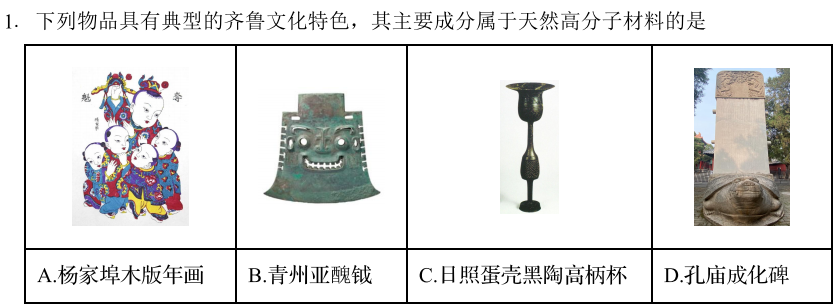 1. 下列物品具有典型的齐鲁文化特色，其主要成分属于天然高分子材料的是
A.杨家埠木版年画
B.青州亚醜钺
C.日照蛋壳黑陶高柄杯
D.孔庙成化碑